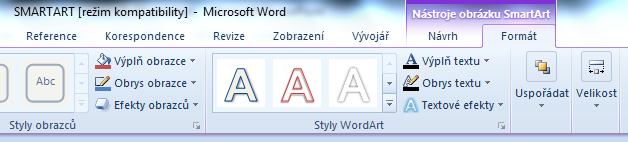 SMARTART [režim kompatibility] - Microsoft Word
Nástroje obrázku SmartArt
Reference Korespondence Revize Zobrazení Vývojář Návrh Formát
Abc
Výplň obrazce
Obrys obrazce
Efekty obrazců
Styly obrazců
A A A
A Výplň textu
A Obrys textu
A Textové efekty
Styly WordArt
Uspořádat
Velikost